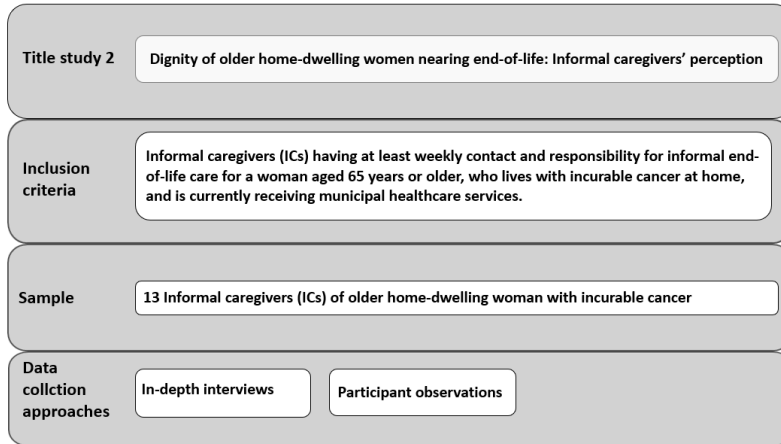 Title study 2
Dignity of older home-dwelling women nearing end-of-life: Informal caregivers' perception
Inclusion
criteria
Informal caregivers (ICs) having at least weekly contact and responsibility for informal end-
of-life care for a woman aged 65 years or older, who lives with incurable cancer at home,
and is currently receiving municipal healthcare services.
Sample
13 Informal caregivers (ICs) of older home-dwelling woman with incurable cancer
Data
collction
approaches
In-depth interviews
Participant observations